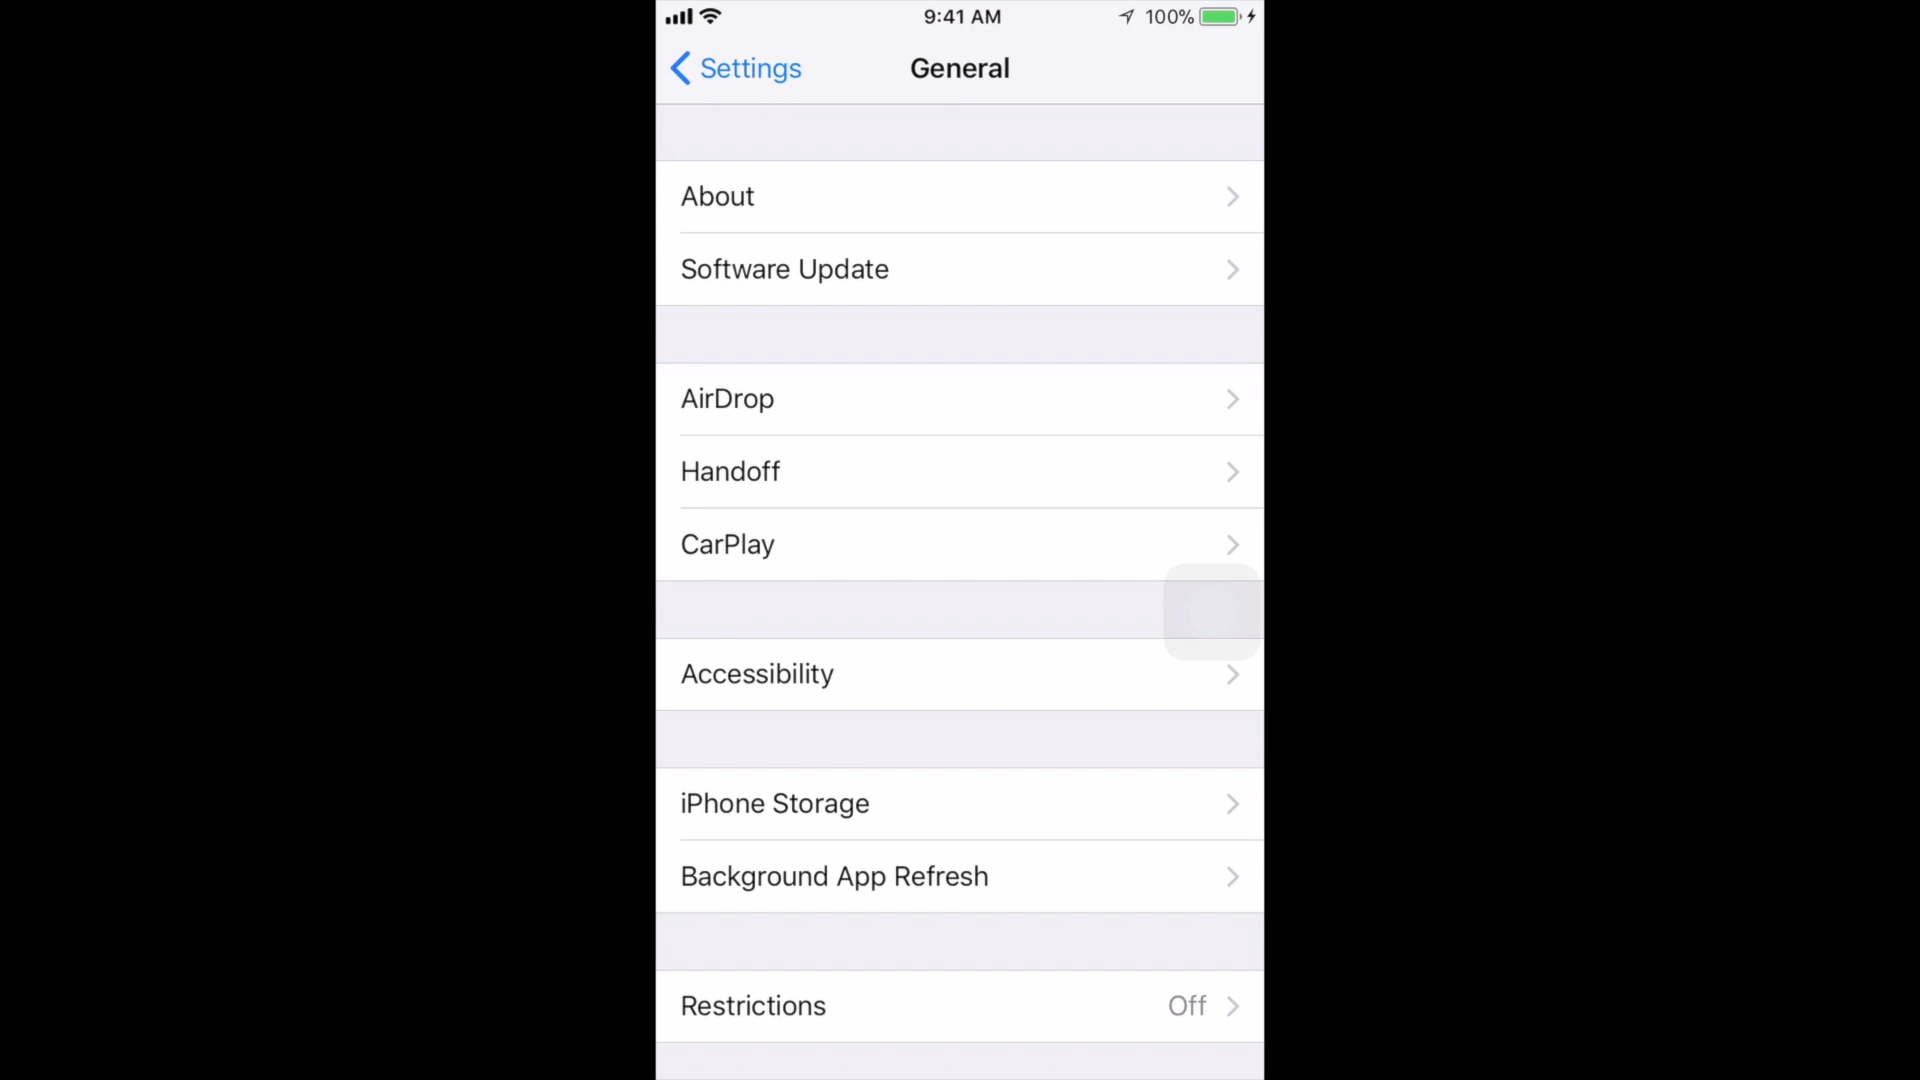 9:41 AM 100%
Settings General
About
Software Update
AirDrop
Handoff
CarPlay
Accessibility
iPhone Storage
Background App Refresh
Restrictions Off